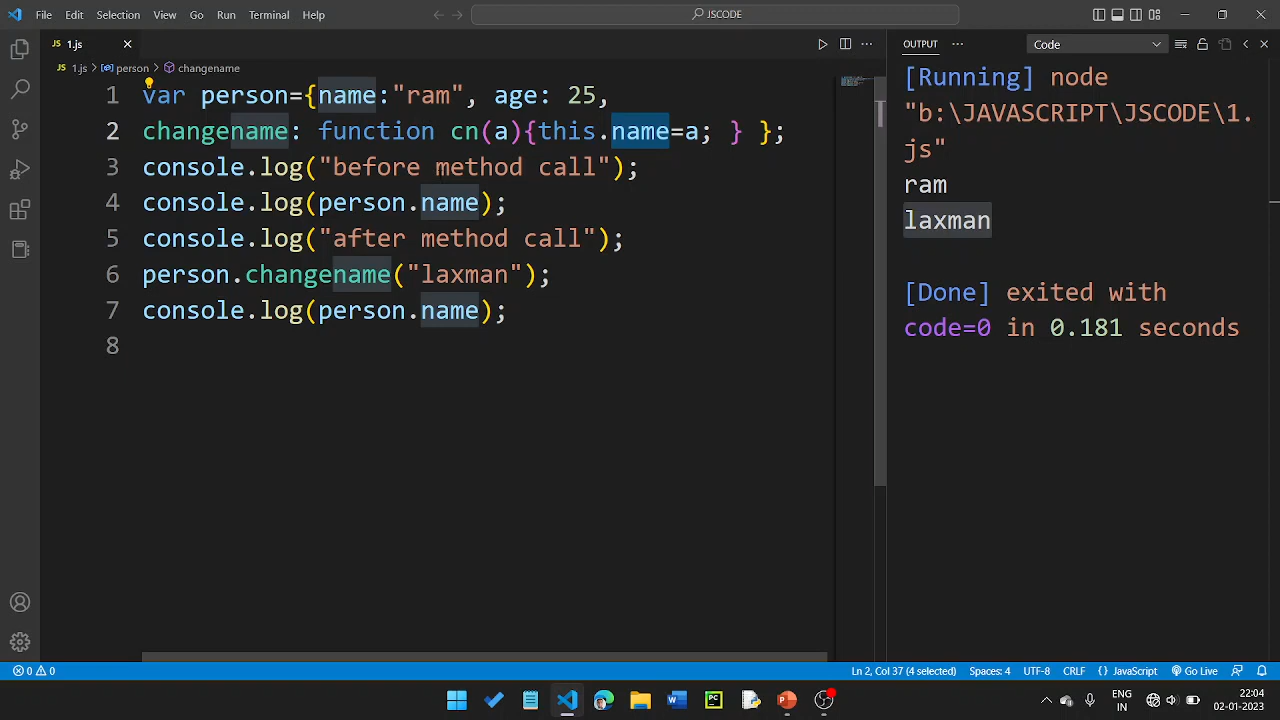 File Edit Selection View Go Run Terminal Help
JSCODE
JS 1.js
OUTPUT
Code
JS 1.js > person > changename
1 var person={name:"ram", age: 25,
2 changename: function cn(a){this.name=a; } };
3 console.log("before method call");
4 console.log(person.name);
5 console.log("after method call");
6 person.changename("laxman");
7 console.log(person.name);
8
[Running] node
"b:\JAVASCRIPT\JSCODE\1.
js"
ram
laxman
[Done] exited with
code=0 in 0.181 seconds
0 0
Ln 2, Col 37 (4 selected) Spaces: 4 UTF-8 CRLF {} JavaScript Go Live
W PC P
ENG
IN
22:04
02-01-2023